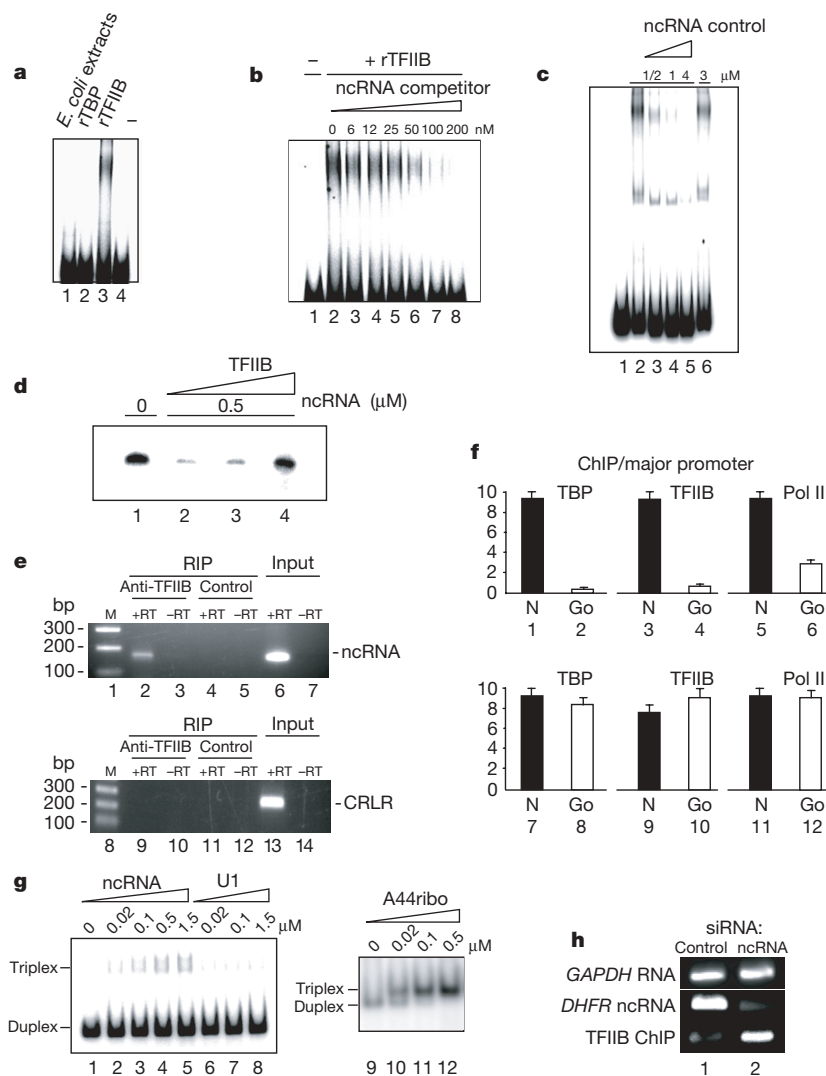 a
E. coli extracts
rTBP
rTFIIB
–
1 2 3 4
b
– + rTFIIB
ncRNA competitor
0 6 12 25 50 100 200 nM
1 2 3 4 5 6 7 8
c
ncRNA control
1/2 1 4 3 µM
1 2 3 4 5 6
d
TFIIB
0 0.5 ncRNA (µM)
1 2 3 4
e
RIP Input
Anti-TFIIB Control
bp M +RT –RT +RT –RT +RT –RT
300
200
100
ncRNA
1 2 3 4 5 6 7
RIP Input
Anti-TFIIB Control
bp M +RT –RT +RT –RT +RT –RT
300
200
100
CRLR
8 9 10 11 12 13 14
f
ChIP/major promoter
TBP TFIIB Pol II
10
8
6
4
2
0
N Go N Go N Go
1 2 3 4 5 6
TBP TFIIB Pol II
10
8
6
4
2
0
N Go N Go N Go
7 8 9 10 11 12
g
ncRNA U1
0 0.02 0.1 0.5 1.5 0.02 0.1 1.5 µM
Triplex
Duplex
1 2 3 4 5 6 7 8
A44ribo
0 0.02 0.1 0.5 µM
Triplex
Duplex
9 10 11 12
h
siRNA:
Control ncRNA
GAPDH RNA
DHFR ncRNA
TFIIB ChIP
1 2